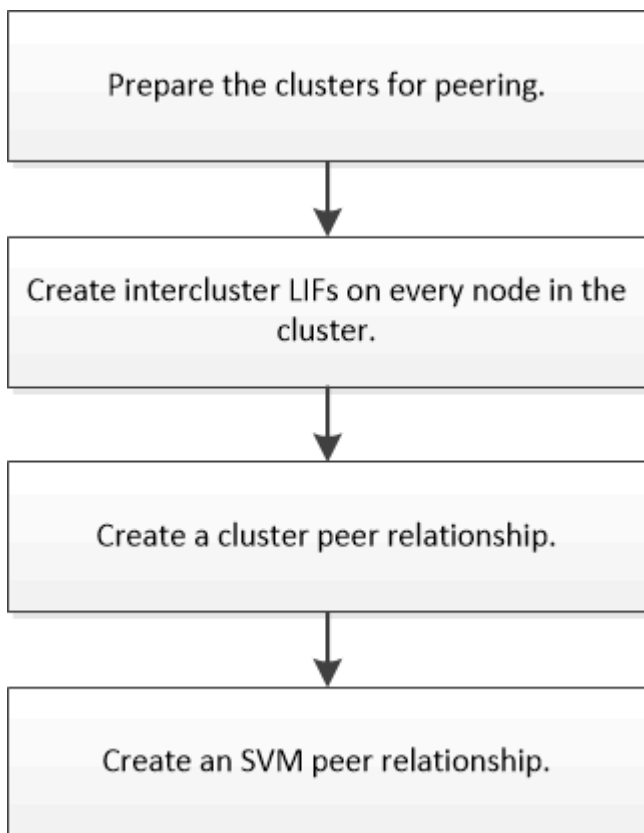 Prepare the clusters for peering.
Create intercluster LIFs on every node in the
cluster.
Create a cluster peer relationship.
Create an SVM peer relationship.